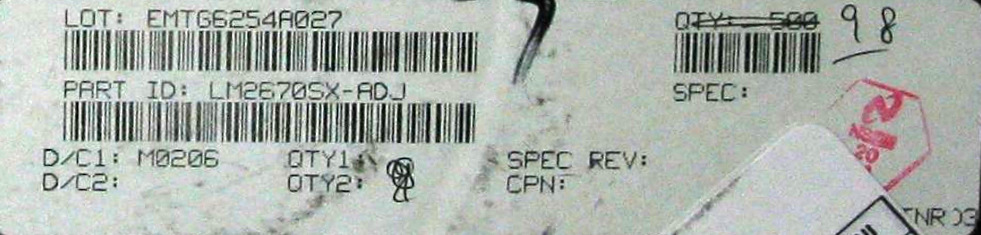 LOT: EMTG6254A027
QTY: 500 98
PART ID: LM2670SX-ADJ
SPEC:
D/C1: M0206 QTY1: SPEC REV:
D/C2: QTY2: CPN: